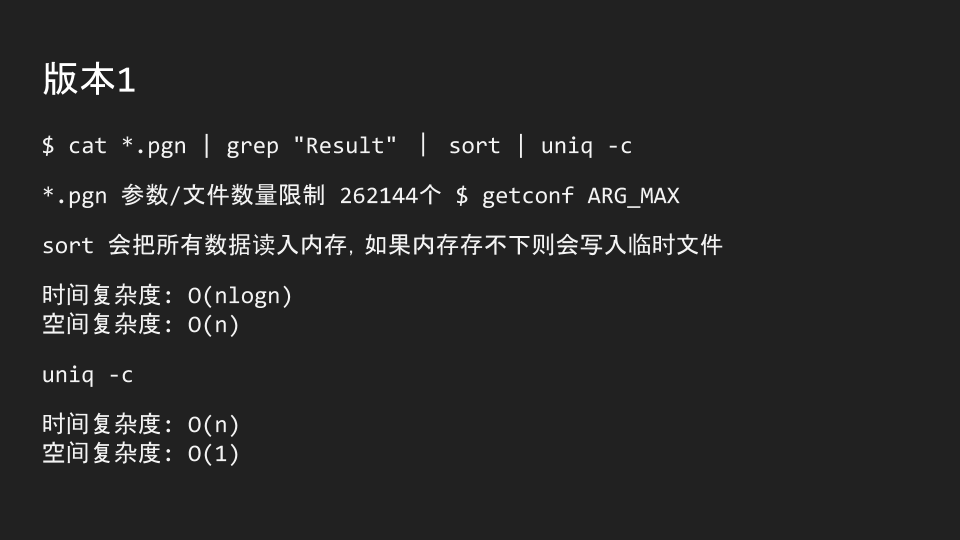 版本1
$ cat *.pgn | grep "Result" | sort | uniq -c
*.pgn 参数/文件数量限制 262144个 $ getconf ARG_MAX
sort 会把所有数据读入内存, 如果内存存不下则会写入临时文件
时间复杂度: O(nlogn)
空间复杂度: O(n)
uniq -c
时间复杂度: O(n)
空间复杂度: O(1)